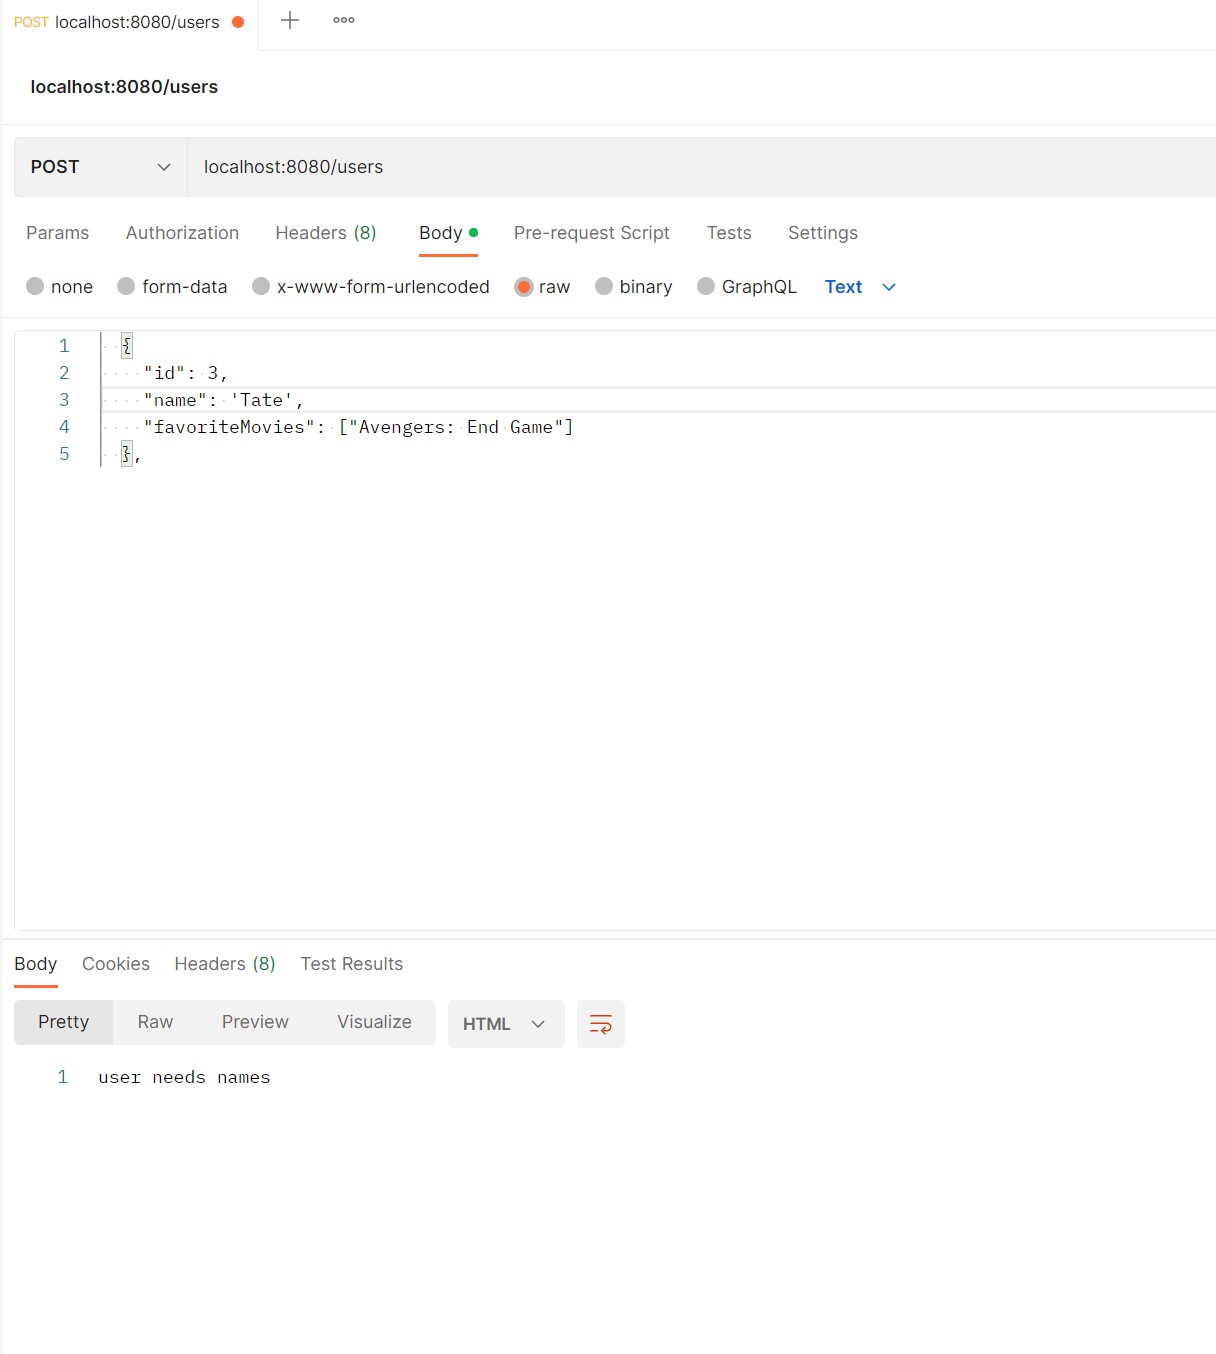 POST localhost:8080/users
localhost:8080/users
POST localhost:8080/users
Params Authorization Headers (8) Body Pre-request Script Tests Settings
none form-data x-www-form-urlencoded raw binary GraphQL Text
1 {
2 "id": 3,
3 "name": 'Tate',
4 "favoriteMovies": ["Avengers: End Game"]
5 },
Body Cookies Headers (8) Test Results
Pretty Raw Preview Visualize HTML
1 user needs names